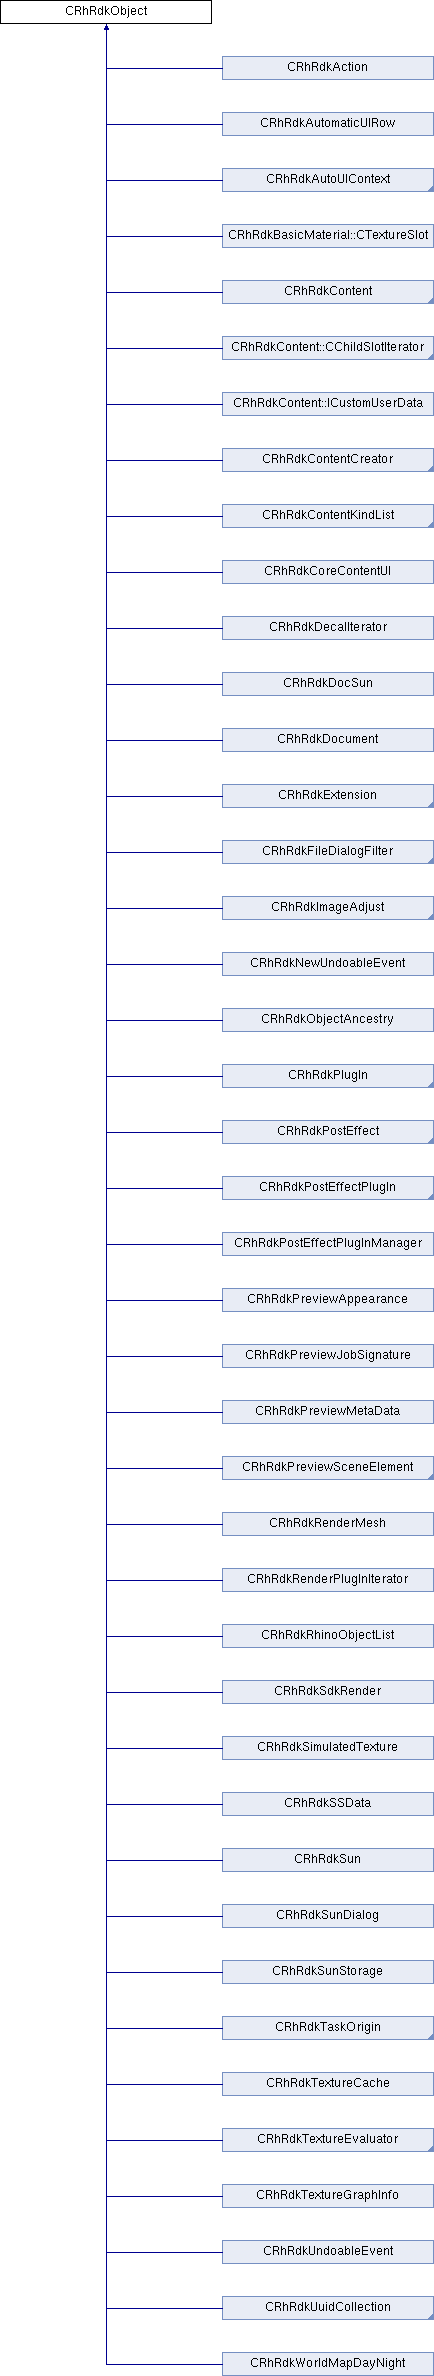 CRhRdkObject
CRhRdkAction
CRhRdkAutomaticUIRow
CRhRdkAutoUIContext
CRhRdkBasicMaterial::CTextureSlot
CRhRdkContent
CRhRdkContent::CChildSlotIterator
CRhRdkContent::ICustomUserData
CRhRdkContentCreator
CRhRdkContentKindList
CRhRdkCoreContentUI
CRhRdkDecalIterator
CRhRdkDocSun
CRhRdkDocument
CRhRdkExtension
CRhRdkFileDialogFilter
CRhRdkImageAdjust
CRhRdkNewUndoableEvent
CRhRdkObjectAncestry
CRhRdkPlugIn
CRhRdkPostEffect
CRhRdkPostEffectPlugIn
CRhRdkPostEffectPlugInManager
CRhRdkPreviewAppearance
CRhRdkPreviewJobSignature
CRhRdkPreviewMetaData
CRhRdkPreviewSceneElement
CRhRdkRenderMesh
CRhRdkRenderPlugInIterator
CRhRdkRhinoObjectList
CRhRdkSdkRender
CRhRdkSimulatedTexture
CRhRdkSSData
CRhRdkSun
CRhRdkSunDialog
CRhRdkSunStorage
CRhRdkTaskOrigin
CRhRdkTextureCache
CRhRdkTextureEvaluator
CRhRdkTextureGraphInfo
CRhRdkUndoableEvent
CRhRdkUuidCollection
CRhRdkWorldMapDayNight